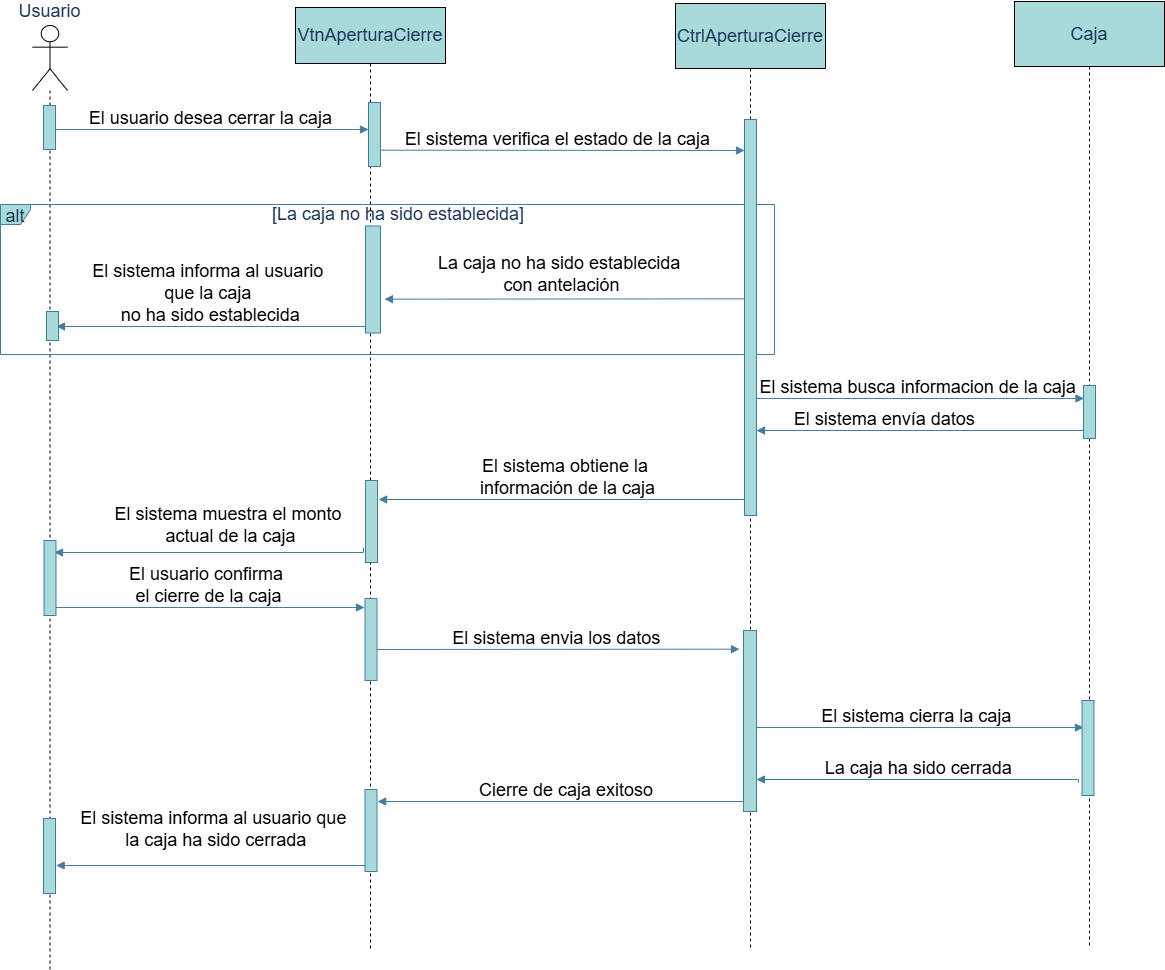 Usuario
VtnAperturaCierre
CtrlAperturaCierre
Caja
El usuario desea cerrar la caja
El sistema verifica el estado de la caja
alt
[La caja no ha sido establecida]
La caja no ha sido establecida
con antelación
El sistema informa al usuario
que la caja
no ha sido establecida
El sistema busca informacion de la caja
El sistema envía datos
El sistema obtiene la
información de la caja
El sistema muestra el monto
actual de la caja
El usuario confirma
el cierre de la caja
El sistema envia los datos
El sistema cierra la caja
La caja ha sido cerrada
Cierre de caja exitoso
El sistema informa al usuario que
la caja ha sido cerrada